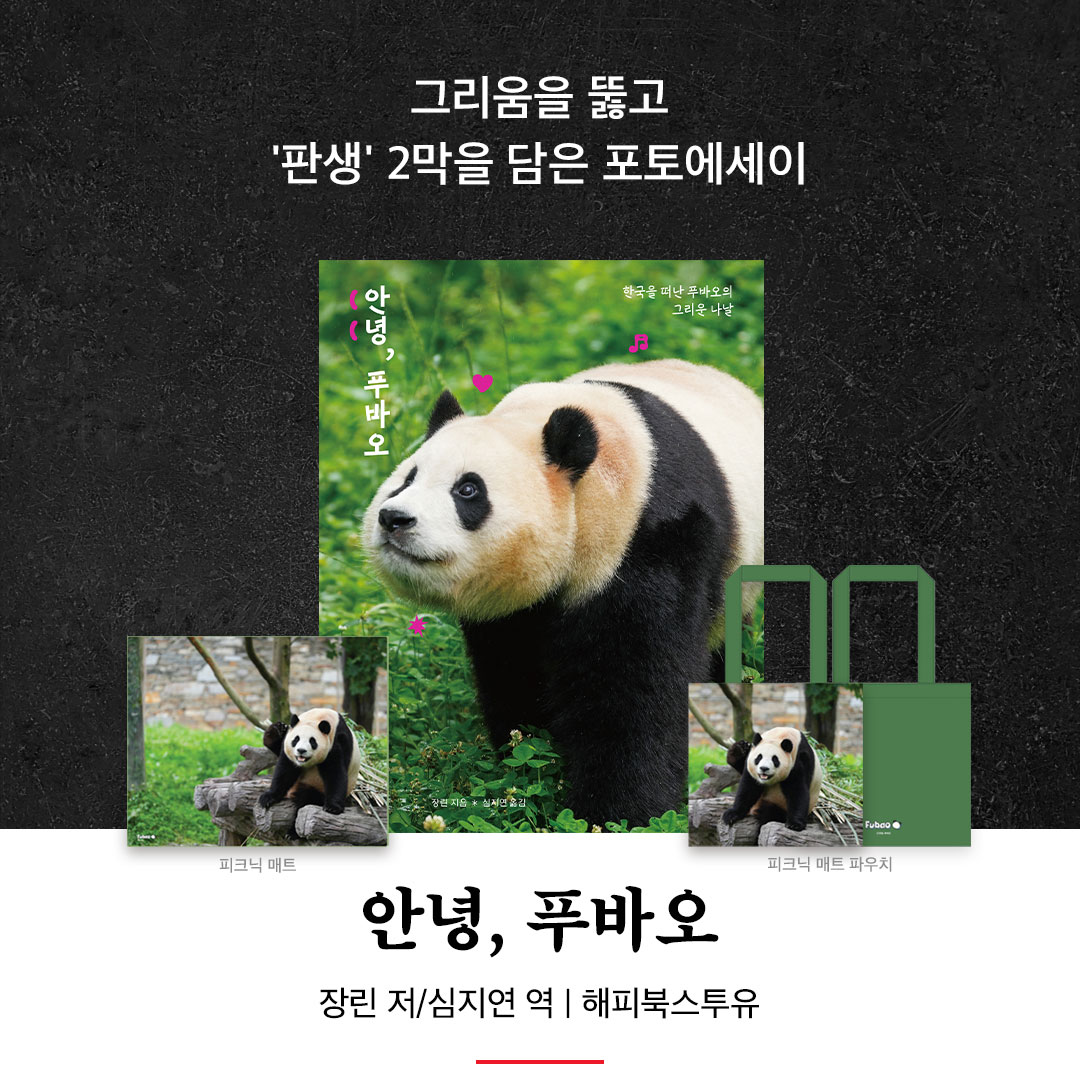 그리움을 뚫고
'판생' 2막을 담은 포토에세이
안녕, 푸바오
한국을 떠난 푸바오의
그리운 나날
장린 지음 * 심지연 옮김
Fubao
Fubao
피크닉 매트
피크닉 매트 파우치
안녕, 푸바오
장린 저/심지연 역 | 해피북스투유